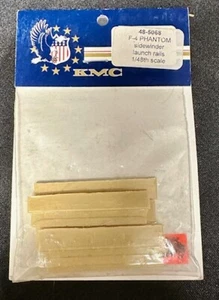 48-5068
F-4 PHANTOM
sidewinder
launch rails
1/48th scale
KMC